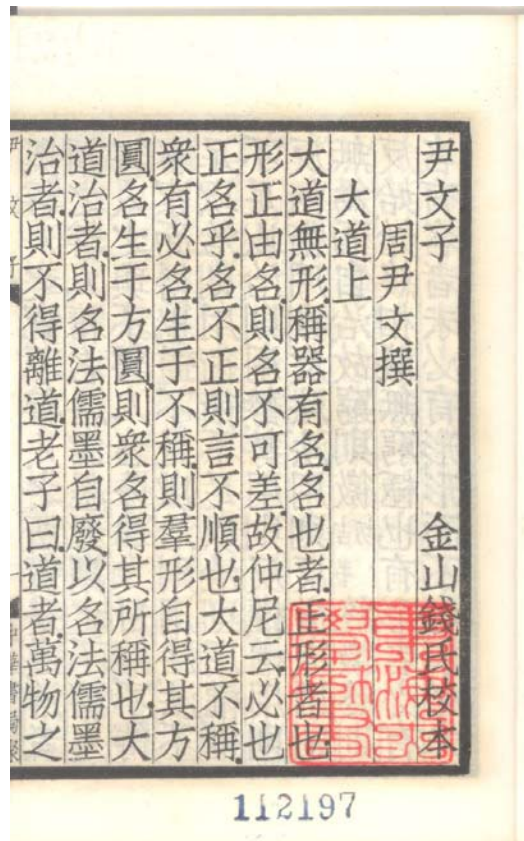 尹文子 金山錢氏校本
周尹文撰
大道上
大道無形稱器有名名也者正形者也
形正由名則名不可差故仲尼云必也
正名乎名不正則言不順也大道不稱
衆有必名生于不稱則羣形自得其方
圓名生于方圓則衆名得其所稱也大
道治者則名法儒墨自廢以名法儒墨
治者則不得離道老子曰道者萬物之
112197